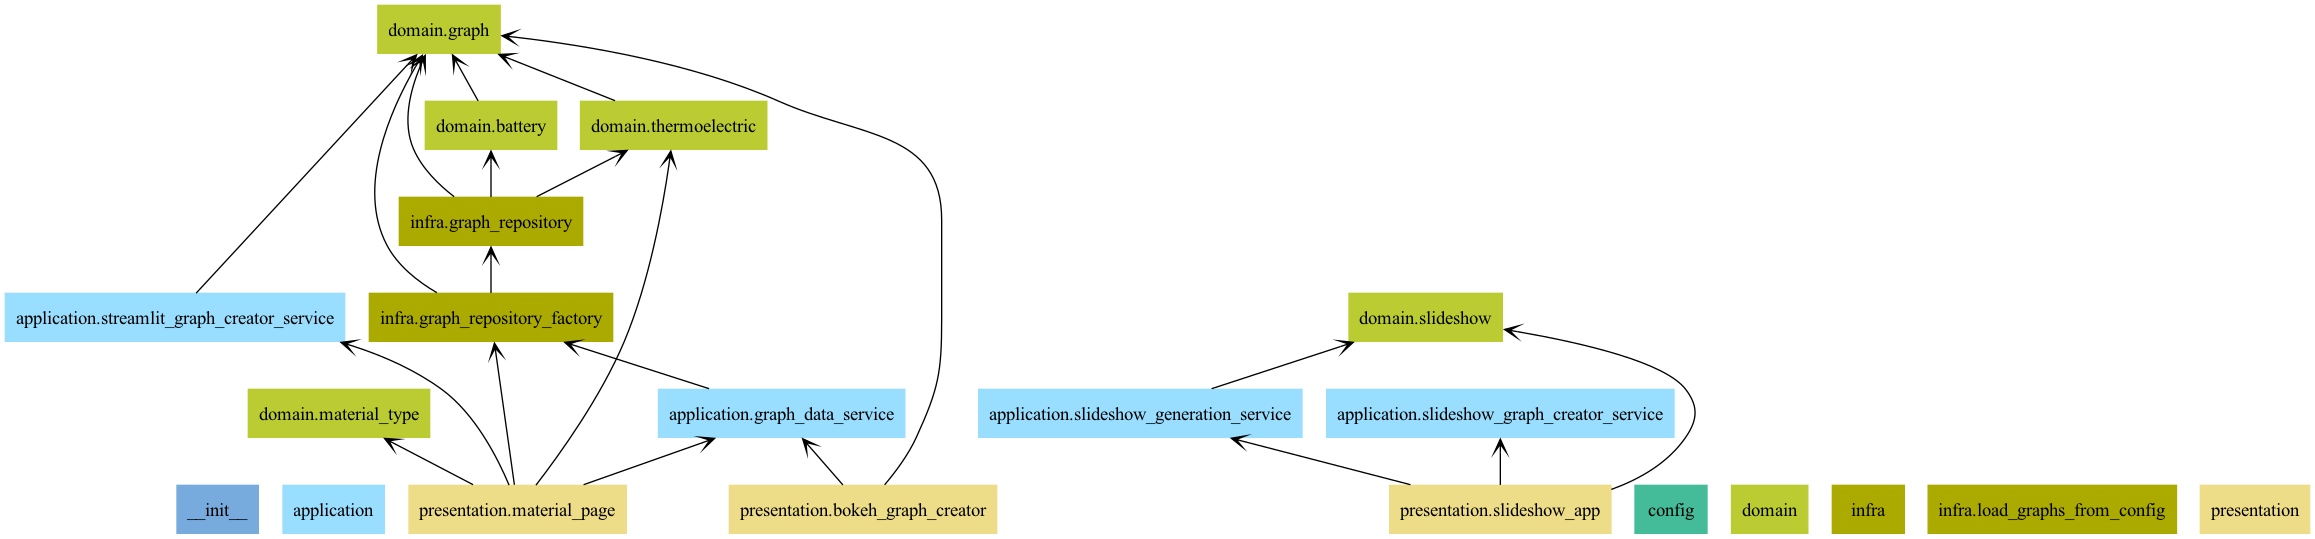 domain.graph
domain.battery
domain.thermoelectric
infra.graph_repository
application.streamlit_graph_creator_service
infra.graph_repository_factory
domain.slideshow
domain.material_type
application.graph_data_service
application.slideshow_generation_service
application.slideshow_graph_creator_service
__init__
application
presentation.material_page
presentation.bokeh_graph_creator
presentation.slideshow_app
config
domain
infra
infra.load_graphs_from_config
presentation